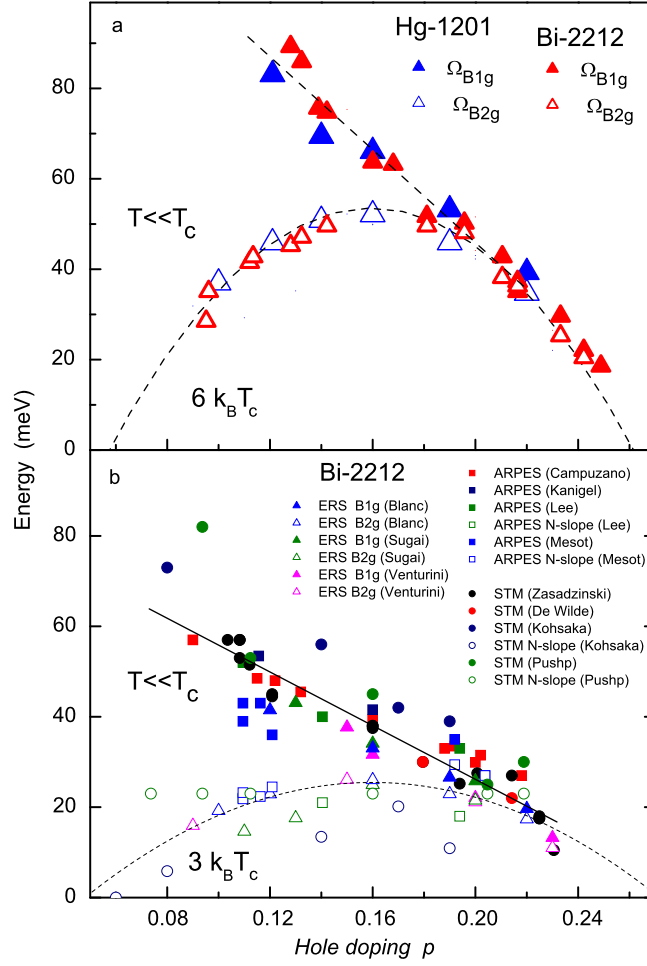 a
Hg-1201
Bi-2212
Ω_B1g
Ω_B1g
Ω_B2g
Ω_B2g
T<<T_C
6 k_BT_c
80
60
40
20
0
Energy (meV)
b
Bi-2212
ERS B1g (Blanc)
ERS B2g (Blanc)
ERS B1g (Sugai)
ERS B2g (Sugai)
ERS B1g (Venturini)
ERS B2g (Venturini)
ARPES (Campuzano)
ARPES (Kanigel)
ARPES (Lee)
ARPES N-slope (Lee)
ARPES (Mesot)
ARPES N-slope (Mesot)
STM (Zasadzinski)
STM (De Wilde)
STM (Kohsaka)
STM N-slope (Kohsaka)
STM (Pushp)
STM N-slope (Pushp)
T<<T_C
3 k_BT_c
80
60
40
20
0
0.08 0.12 0.16 0.20 0.24
Hole doping p